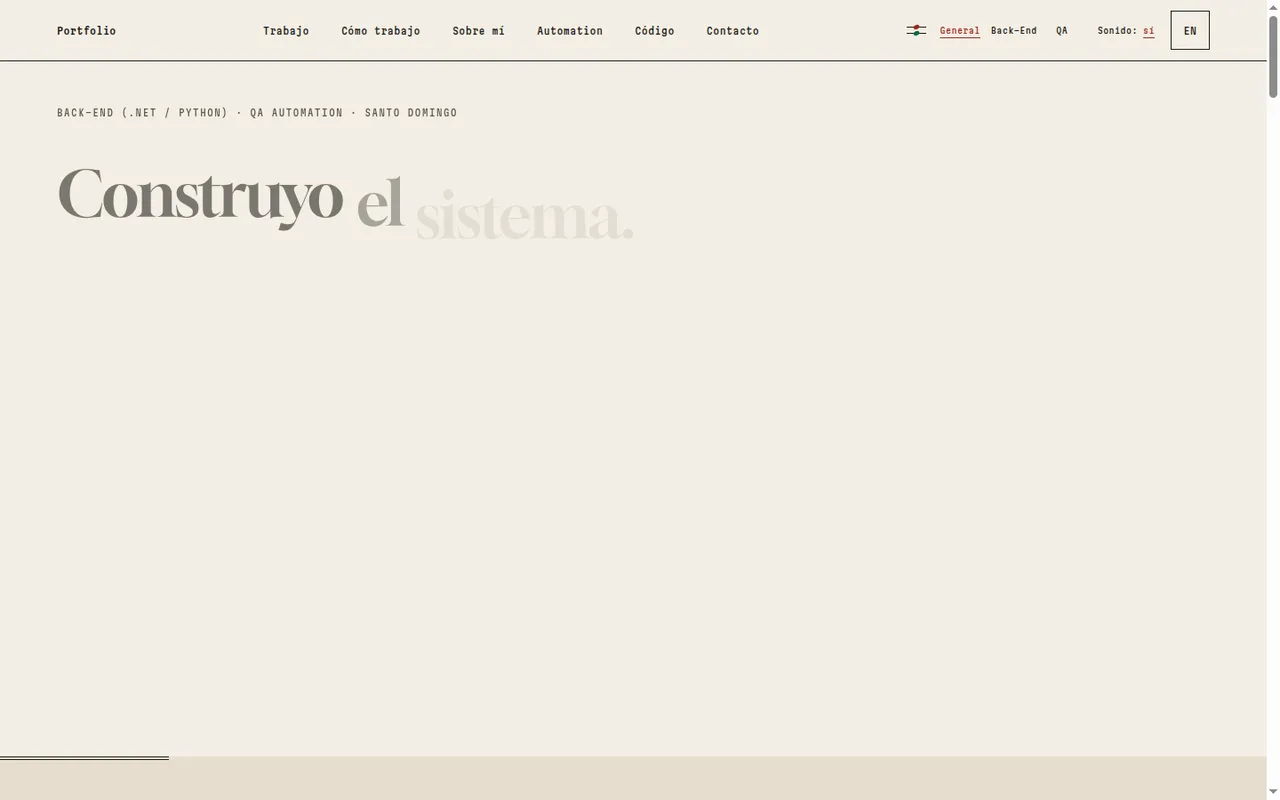 Portfolio Trabajo Cómo trabajo Sobre mí Automation Código Contacto General Back-End QA Sonido: sí EN
BACK-END (.NET / PYTHON) · QA AUTOMATION · SANTO DOMINGO
Construyo el sistema.